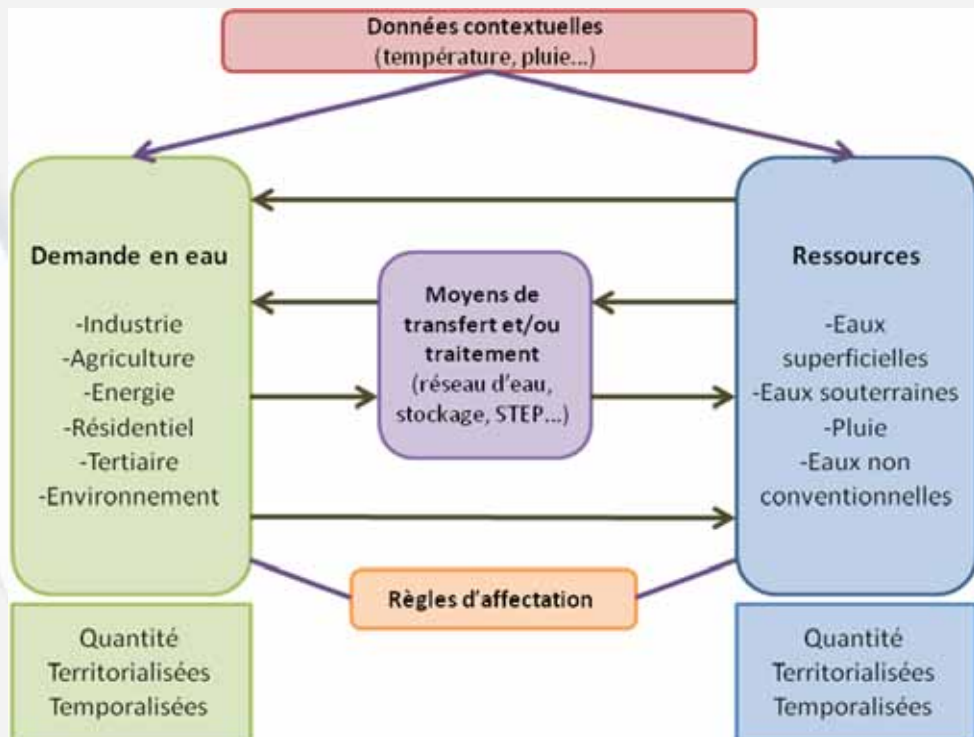 Données contextuelles
(température, pluie...)
Demande en eau
-Industrie
-Agriculture
-Energie
-Résidentiel
-Tertiaire
-Environnement
Moyens de
transfert et/ou
traitement
(réseau d'eau,
stockage, STEP...)
Ressources
-Eaux
superficielles
-Eaux souterraines
-Pluie
-Eaux non
conventionnelles
Règles d'affectation
Quantité
Territorialisées
Temporalisées
Quantité
Territorialisées
Temporalisées